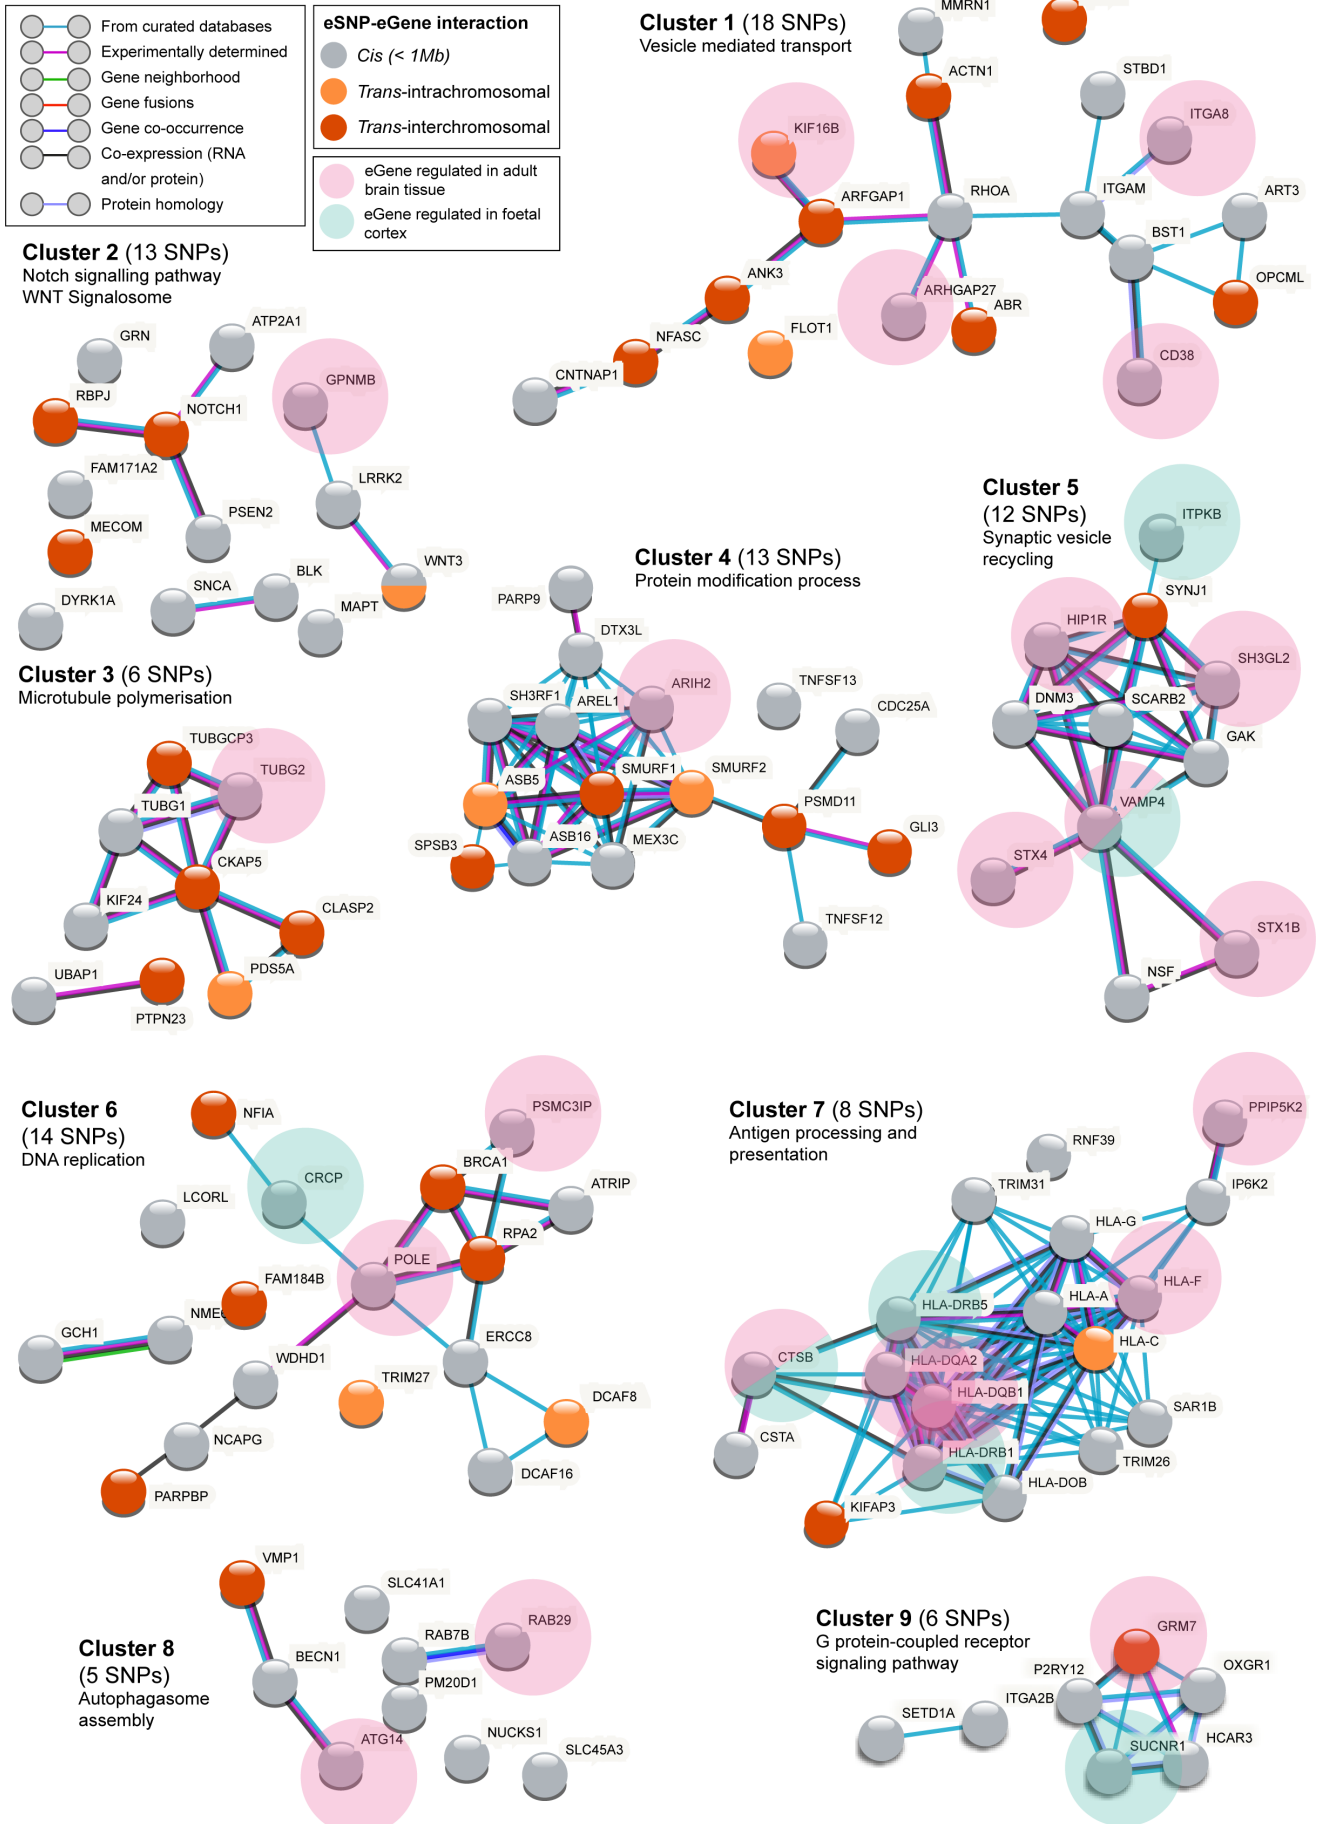 From curated databases
Experimentally determined
Gene neighborhood
Gene fusions
Gene co-occurrence
Co-expression (RNA
and/or protein)
Protein homology
eSNP-eGene interaction
Cis (< 1Mb)
Trans-intrachromosomal
Trans-interchromosomal
eGene regulated in adult
brain tissue
eGene regulated in foetal
cortex
Cluster 1 (18 SNPs)
Vesicle mediated transport
MMRN1
ACTN1
STBD1
ITGA8
KIF16B
ARFGAP1
RHOA
ITGAM
ART3
BST1
ANK3
ARHGAP27
ABR
OPCML
NFASC
FLOT1
CD38
CNTNAP1
Cluster 2 (13 SNPs)
Notch signalling pathway
WNT Signalosome
GRN
ATP2A1
GPNMB
RBPJ
NOTCH1
FAM171A2
LRRK2
PSEN2
MECOM
WNT3
SNCA
BLK
DYRK1A
MAPT
Cluster 3 (6 SNPs)
Microtubule polymerisation
TUBGCP3
TUBG2
TUBG1
CKAP5
KIF24
CLASP2
UBAP1
PDS5A
PTPN23
Cluster 4 (13 SNPs)
Protein modification process
PARP9
DTX3L
ARIH2
SH3RF1
AREL1
TNFSF13
CDC25A
ASB5
SMURF1
SMURF2
PSMD11
SPSB3
ASB16
MEX3C
GLI3
TNFSF12
Cluster 5
(12 SNPs)
Synaptic vesicle
recycling
ITPKB
SYNJ1
HIP1R
SH3GL2
DNM3
SCARB2
GAK
VAMP4
STX4
STX1B
NSF
Cluster 6
(14 SNPs)
DNA replication
NFIA
PSMC3IP
CRCP
BRCA1
ATRIP
LCORL
RPA2
POLE
FAM184B
GCH1
ERCC8
WDHD1
TRIM27
DCAF8
NCAPG
DCAF16
PARPBP
Cluster 7 (8 SNPs)
Antigen processing and
presentation
PPIP5K2
RNF39
TRIM31
IP6K2
HLA-G
HLA-F
HLA-DRB5
HLA-A
HLA-C
CTSB
HLA-DQA2
HLA-DQB1
SAR1B
CSTA
HLA-DRB1
TRIM26
HLA-DOB
KIFAP3
Cluster 8
(5 SNPs)
Autophagasome
assembly
VMP1
SLC41A1
RAB29
RAB7B
BECN1
PM20D1
ATG14
NUCKS1
SLC45A3
Cluster 9 (6 SNPs)
G protein-coupled receptor
signaling pathway
GRM7
P2RY12
OXGR1
ITGA2B
SETD1A
SUCNR1
HCAR3